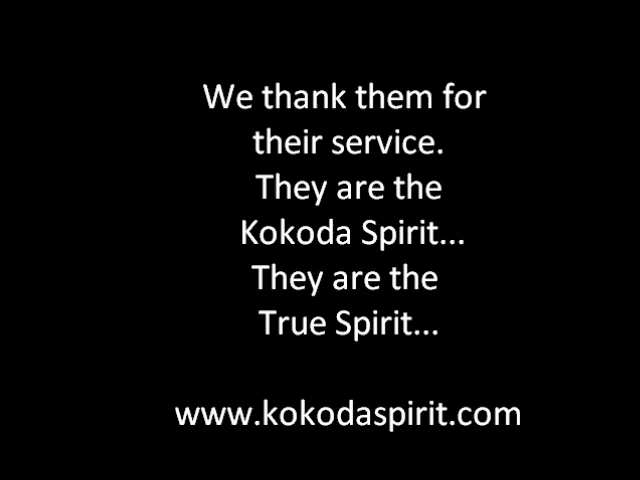 We thank them for
their service.
They are the
Kokoda Spirit...
They are the
True Spirit...
www.kokodaspirit.com